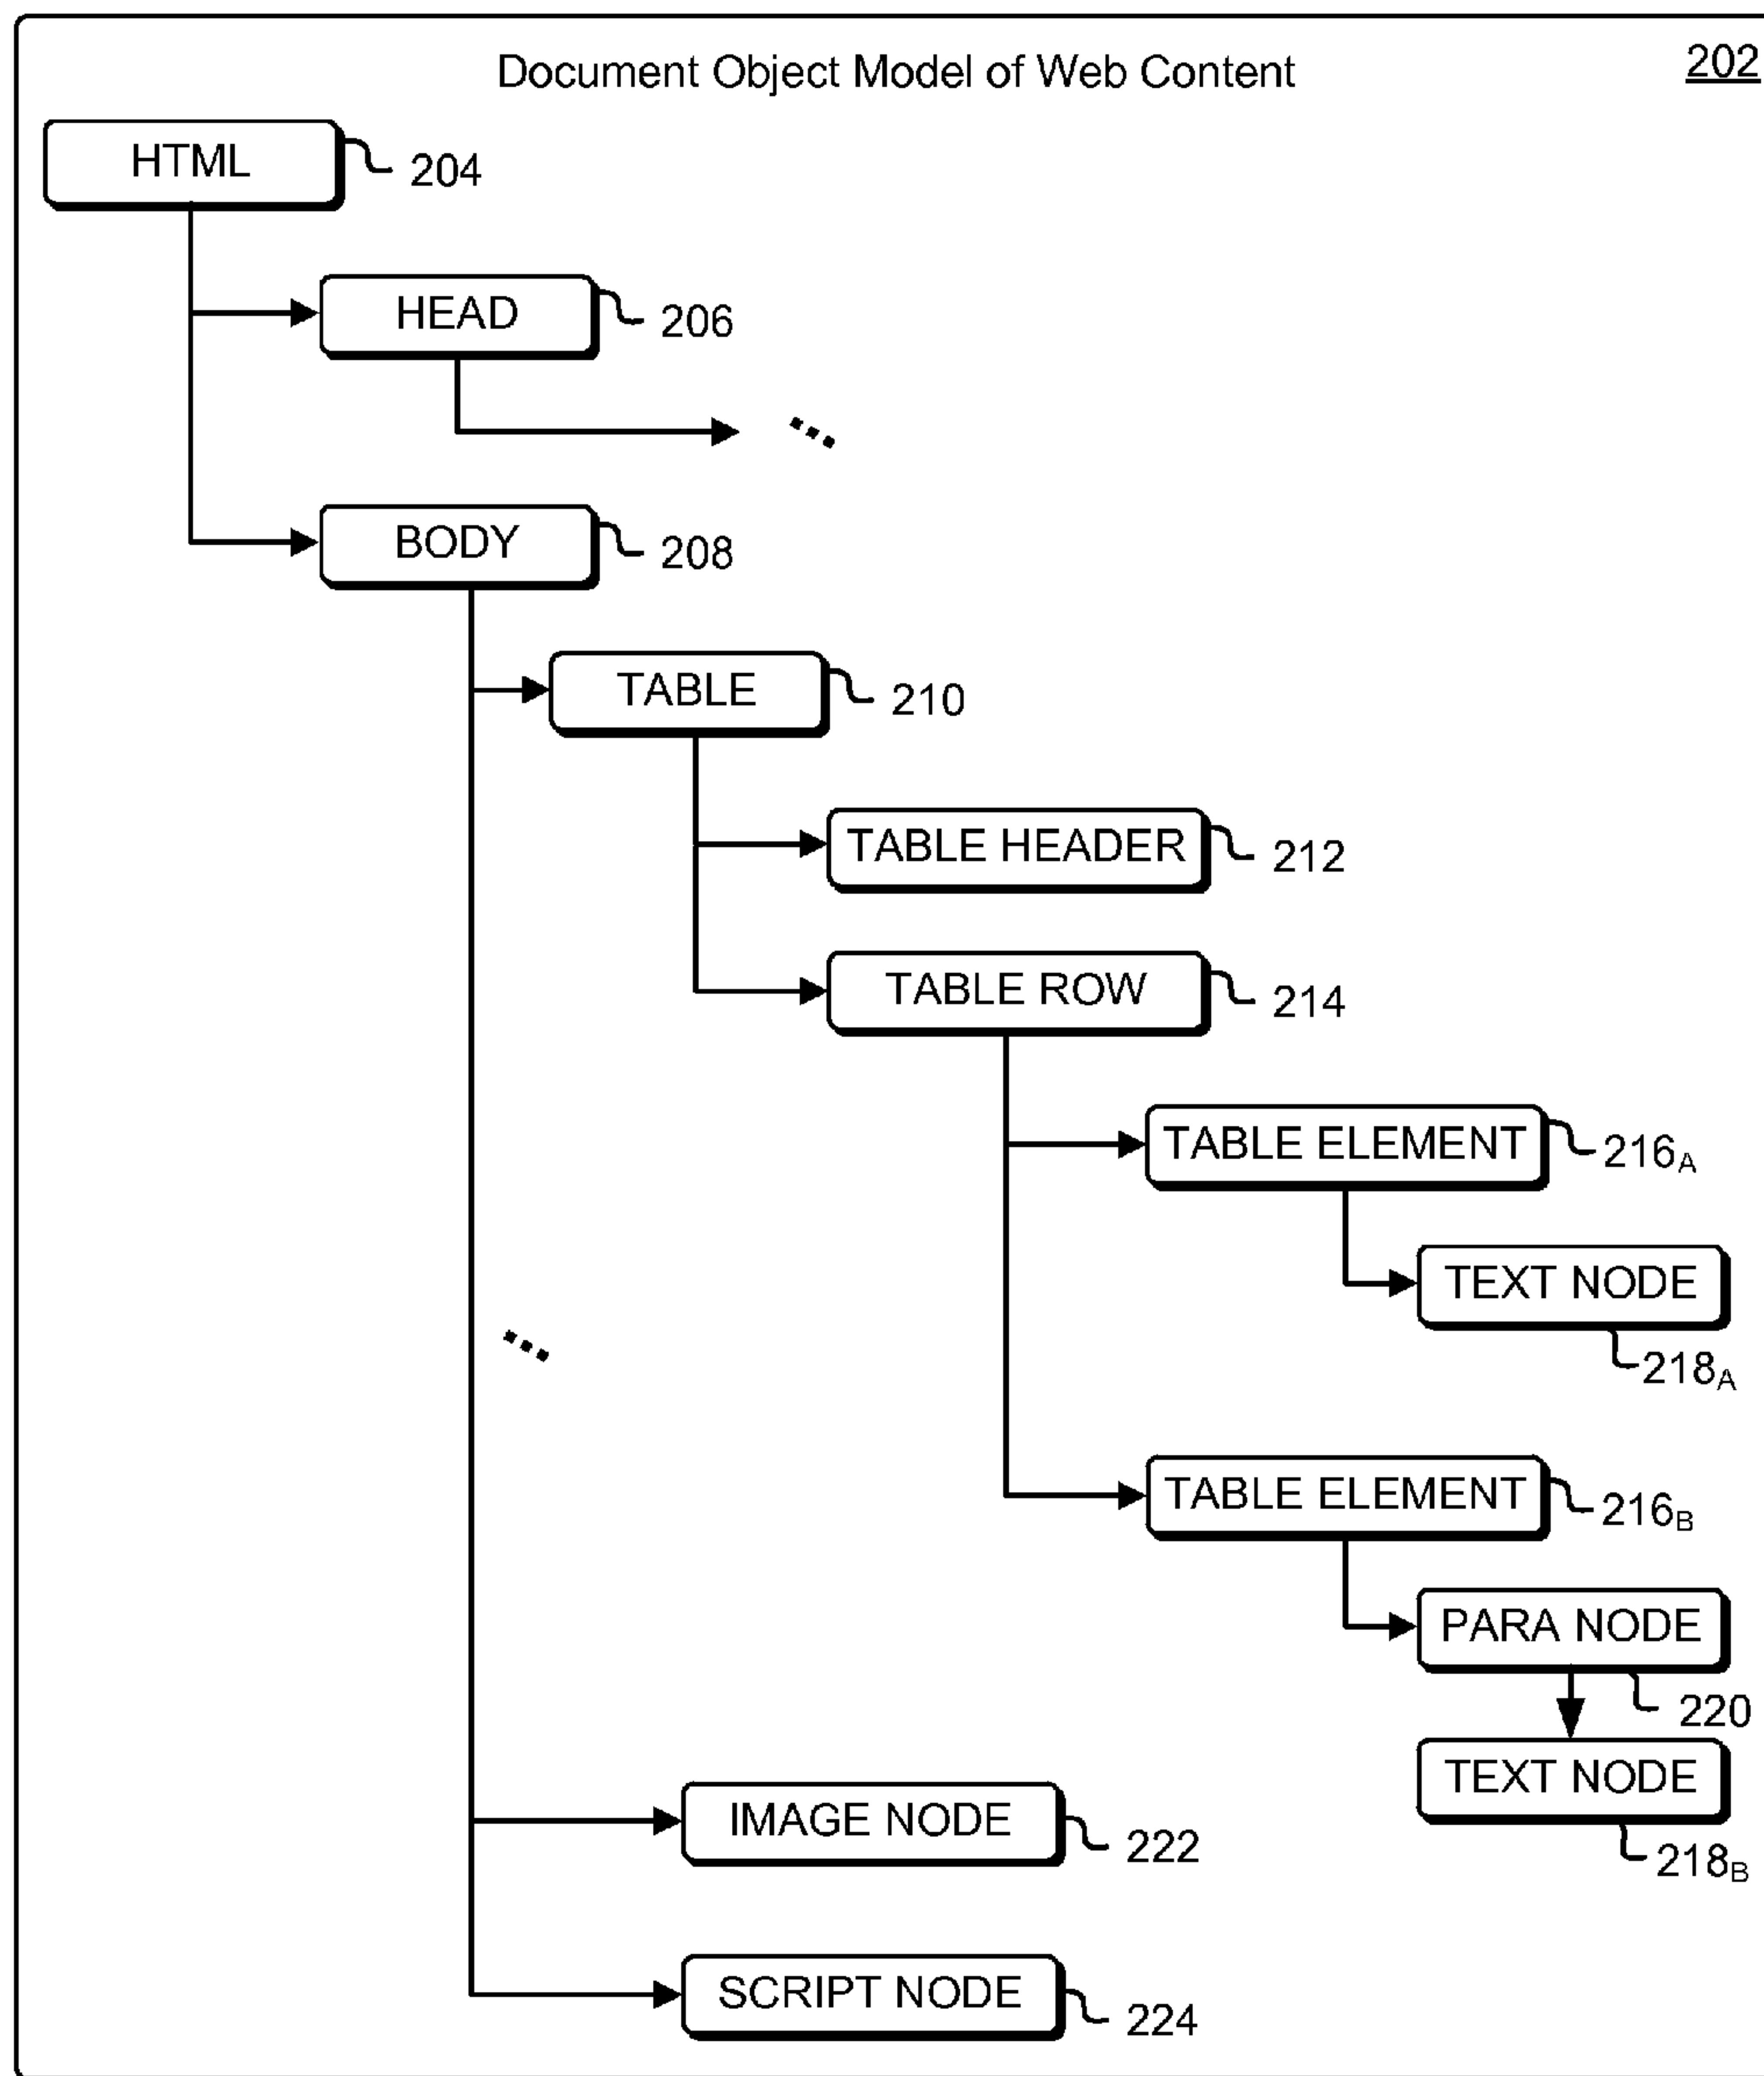 Document Object Model of Web Content 202
HTML 204
HEAD 206
BODY 208
TABLE 210
TABLE HEADER 212
TABLE ROW 214
TABLE ELEMENT 216A
TEXT NODE
218A
TABLE ELEMENT 216B
PARA NODE
220
TEXT NODE
218B
IMAGE NODE 222
SCRIPT NODE 224